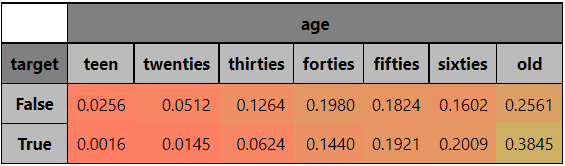 age
target teen twenties thirties forties fifties sixties old
False 0.0256 0.0512 0.1264 0.1980 0.1824 0.1602 0.2561
True 0.0016 0.0145 0.0624 0.1440 0.1921 0.2009 0.3845